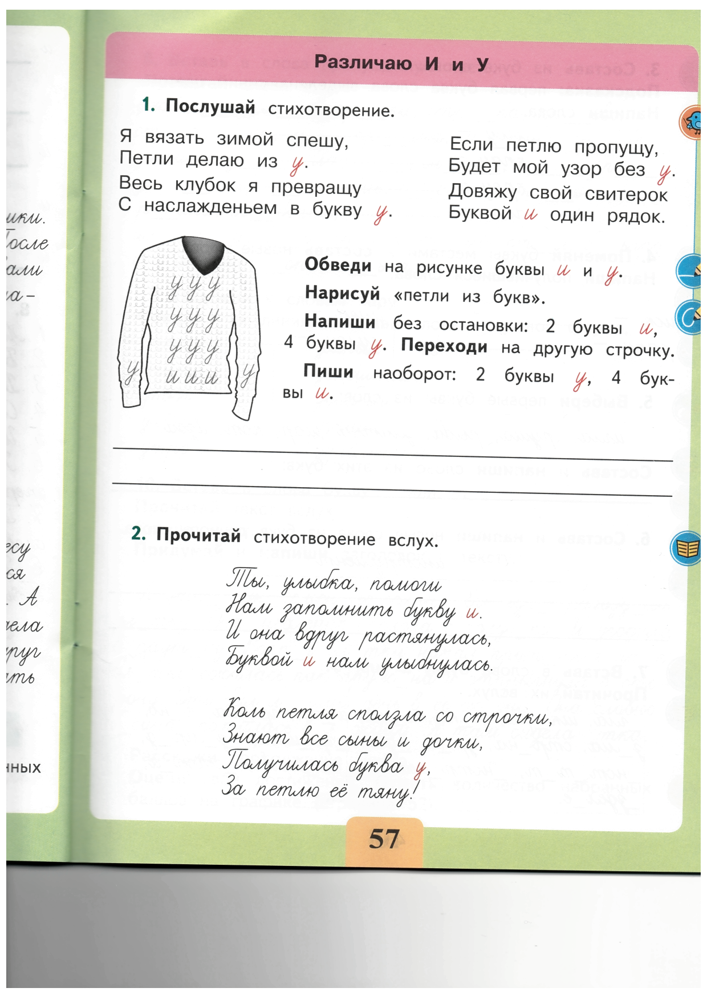 Различаю И и У
1. Послушай стихотворение.
Я вязать зимой спешу,
Петли делаю из у.
Весь клубок я превращу
С наслажденьем в букву у.
Если петлю пропущу,
Будет мой узор без у.
Довяжу свой свитерок
Буквой и один рядок.
у у у
у у у
у у у
у и и и у
Обведи на рисунке буквы и и у.
Нарисуй «петли из букв».
Напиши без остановки: 2 буквы и,
4 буквы у. Переходи на другую строчку.
Пиши наоборот: 2 буквы у, 4 бук-
вы и.
2. Прочитай стихотворение вслух.
Ты, улыбка, помоги
Нам запомнить букву и.
И она вдруг растянулась,
Буквой и нам улыбнулась.
Коль петля сползла со строчки,
Знают все сыны и дочки,
Получилась буква у,
За петлю её тяну!
57